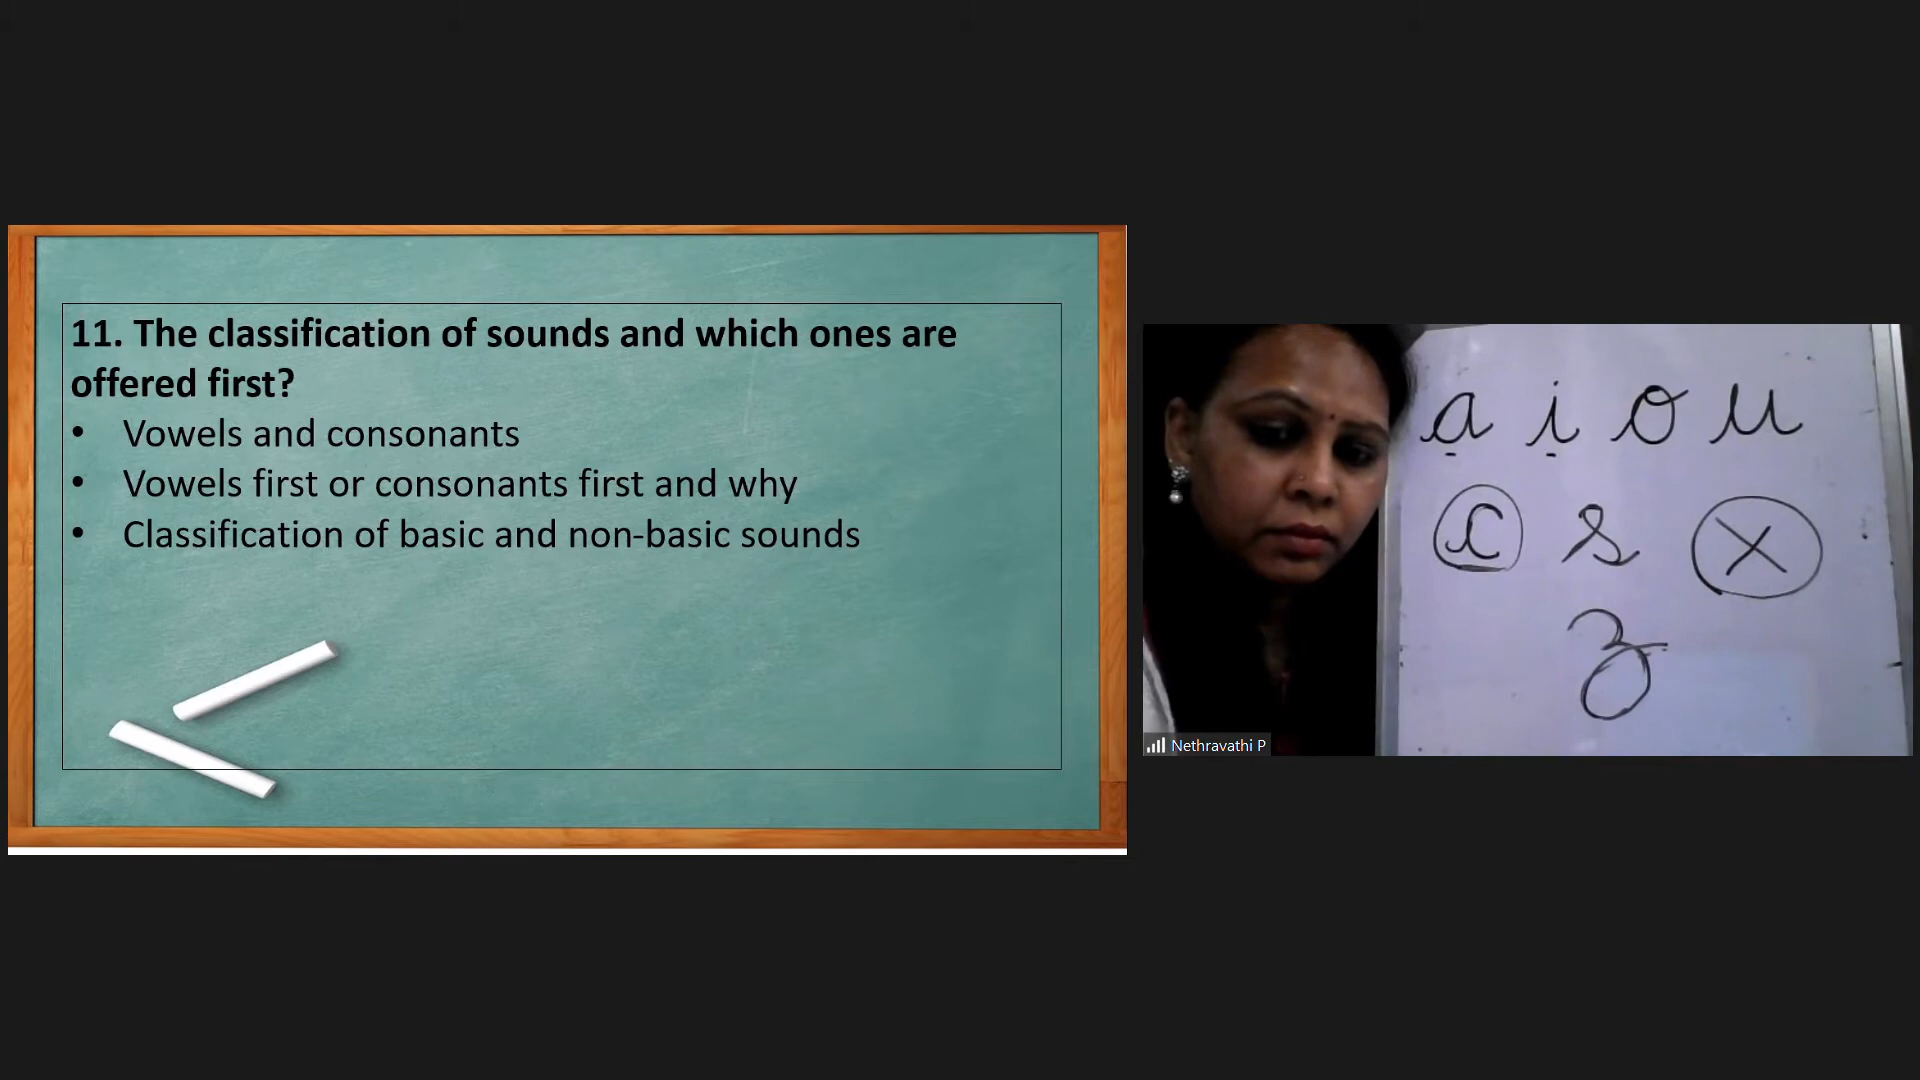 11. The classification of sounds and which ones are
offered first?
• Vowels and consonants
• Vowels first or consonants first and why
• Classification of basic and non-basic sounds
a i o u
c s x
z
Nethravathi P